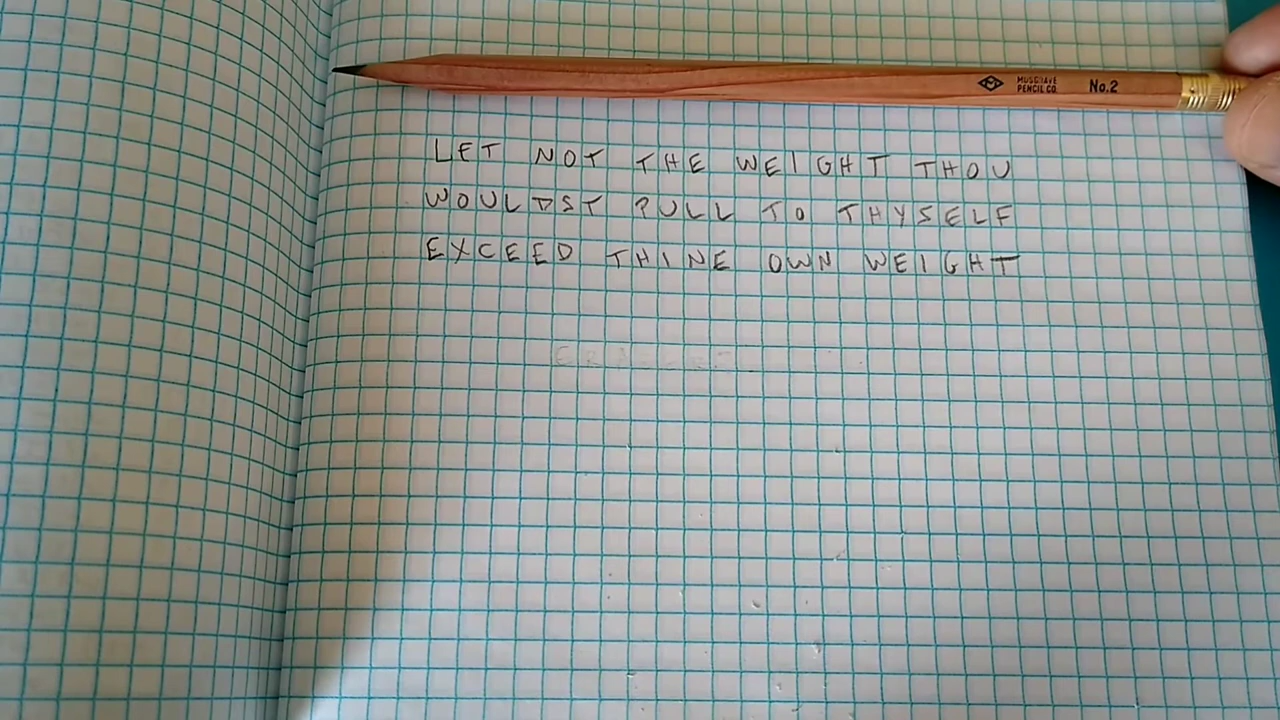 MUSGRAVE
PENCIL CO.
No.2
LET NOT THE WEIGHT THOU
WOULDST PULL TO THYSELF
EXCEED THINE OWN WEIGHT